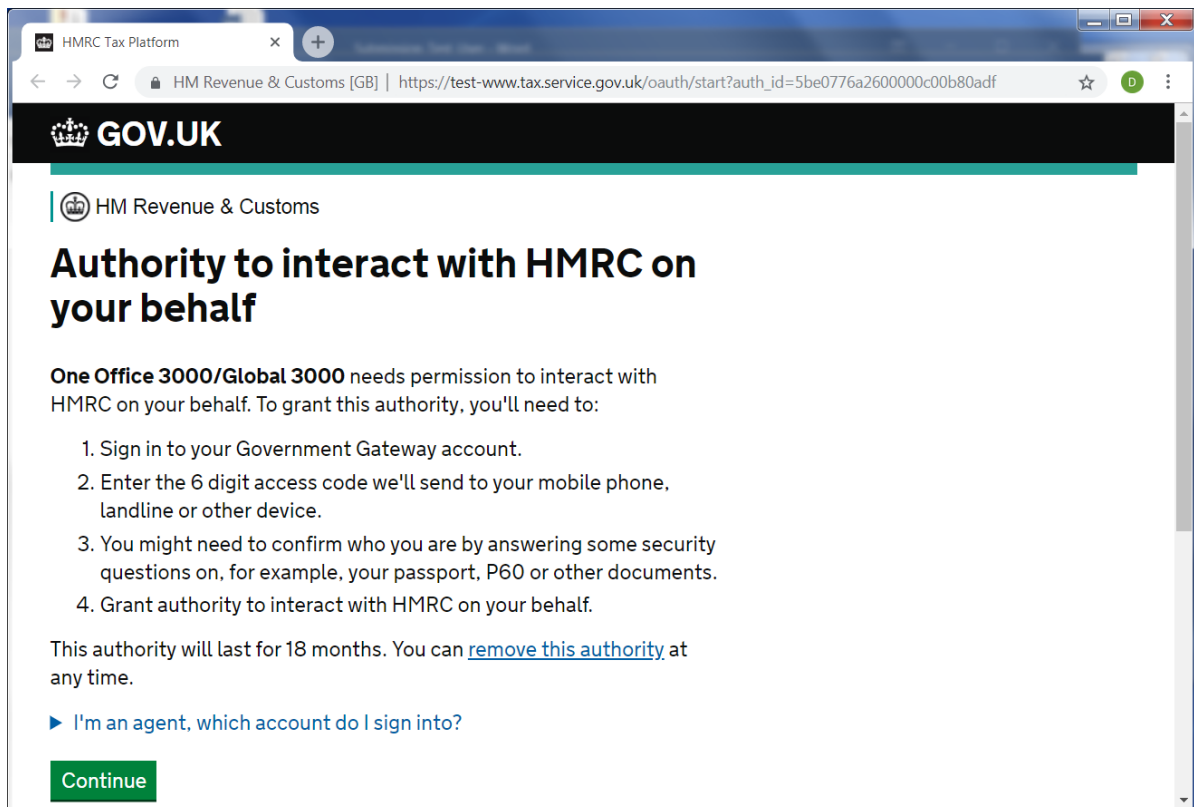 HMRC Tax Platform
HM Revenue & Customs [GB] | https://test-www.tax.service.gov.uk/oauth/start?auth_id=5be0776a2600000c00b80adf
D
GOV.UK
HM Revenue & Customs
Authority to interact with HMRC on
your behalf
One Office 3000/Global 3000 needs permission to interact with
HMRC on your behalf. To grant this authority, you'll need to:
1. Sign in to your Government Gateway account.
2. Enter the 6 digit access code we'll send to your mobile phone,
landline or other device.
3. You might need to confirm who you are by answering some security
questions on, for example, your passport, P60 or other documents.
4. Grant authority to interact with HMRC on your behalf.
This authority will last for 18 months. You can remove this authority at
any time.
I'm an agent, which account do I sign into?
Continue